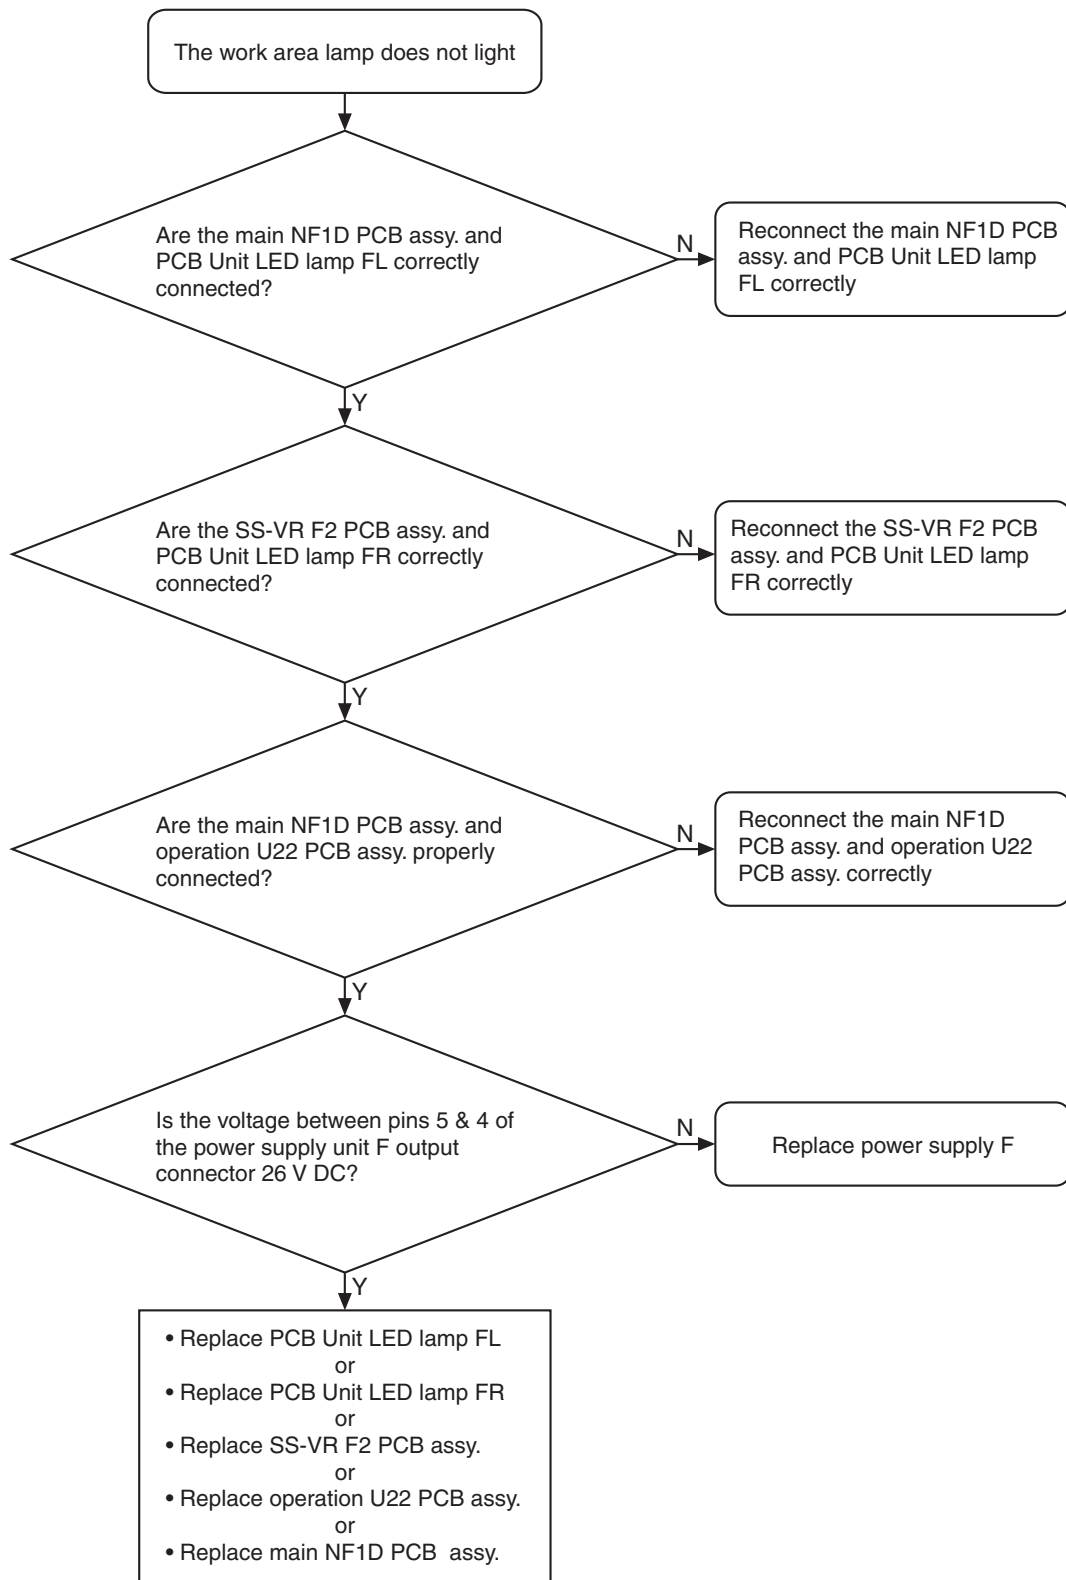 The work area lamp does not light
Are the main NF1D PCB assy. and
PCB Unit LED lamp FL correctly
connected?
N
Reconnect the main NF1D PCB
assy. and PCB Unit LED lamp
FL correctly
Y
Are the SS-VR F2 PCB assy. and
PCB Unit LED lamp FR correctly
connected?
N
Reconnect the SS-VR F2 PCB
assy. and PCB Unit LED lamp
FR correctly
Y
Are the main NF1D PCB assy. and
operation U22 PCB assy. properly
connected?
N
Reconnect the main NF1D
PCB assy. and operation U22
PCB assy. correctly
Y
Is the voltage between pins 5 & 4 of
the power supply unit F output
connector 26 V DC?
N
Replace power supply F
Y
• Replace PCB Unit LED lamp FL
or
• Replace PCB Unit LED lamp FR
or
• Replace SS-VR F2 PCB assy.
or
• Replace operation U22 PCB assy.
or
• Replace main NF1D PCB assy.